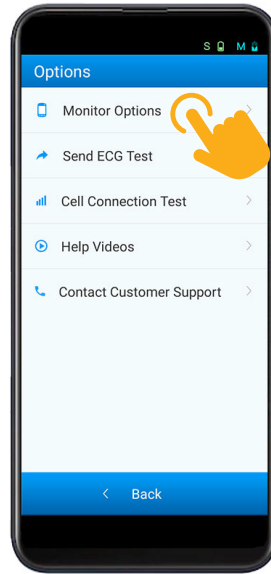 S M
Options
Monitor Options
Send ECG Test
Cell Connection Test
Help Videos
Contact Customer Support
Back